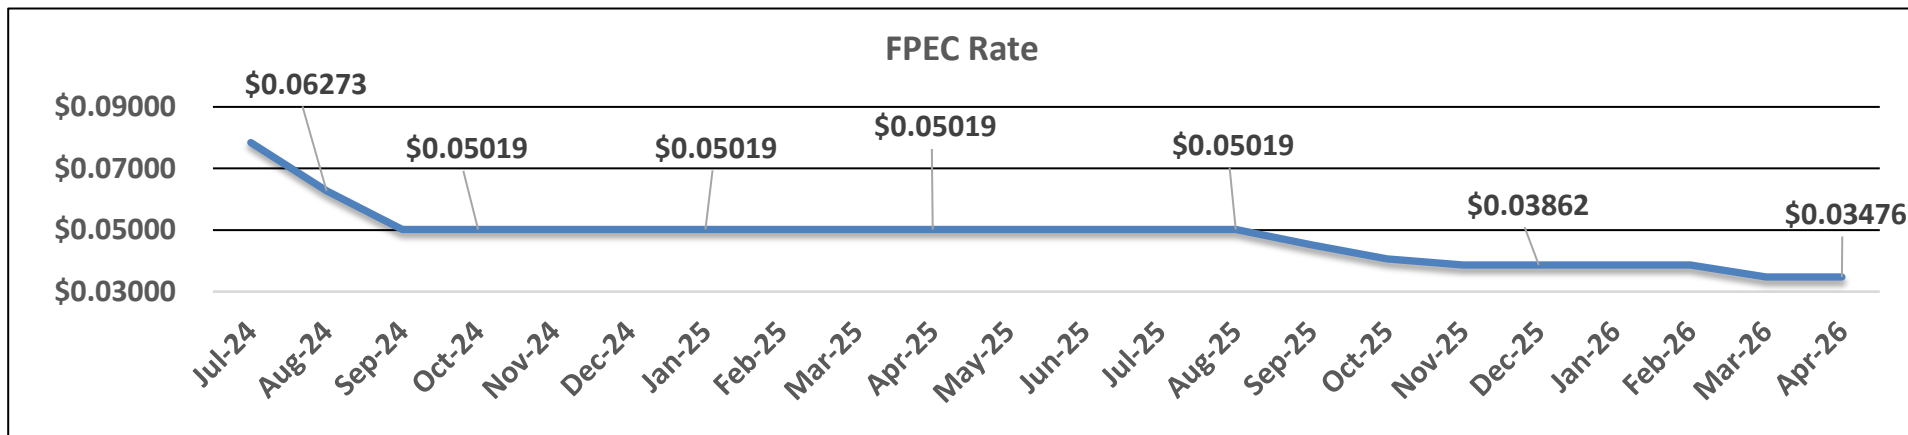 FPEC Rate
$0.06273
$0.09000
$0.05019
$0.05019
$0.05019
$0.05019
$0.07000
$0.03862
$0.03476
$0.05000
$0.03000
Jul-24
Aug-24
Sep-24
Oct-24
Nov-24
Dec-24
Jan-25
Feb-25
Mar-25
Apr-25
May-25
Jun-25
Jul-25
Aug-25
Sep-25
Oct-25
Nov-25
Dec-25
Jan-26
Feb-26
Mar-26
Apr-26